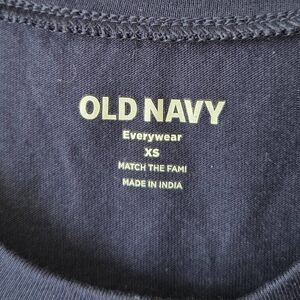 OLD NAVY
Everywear
XS
MATCH THE FAM!
MADE IN INDIA